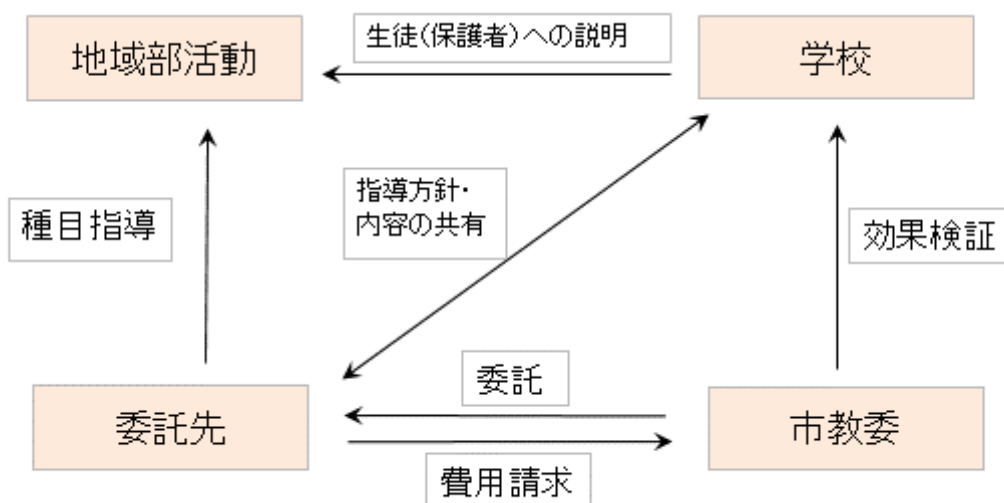 生徒(保護者)への説明
地域部活動
学校
指導方針・
内容の共有
種目指導
効果検証
委託
委託先
市教委
費用請求